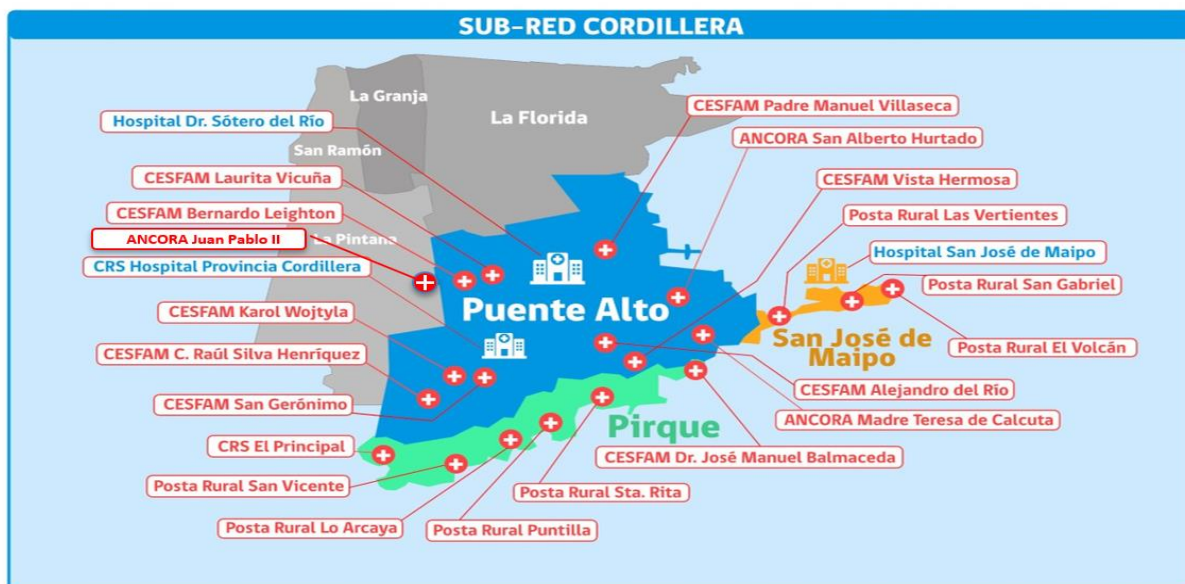 SUB-RED CORDILLERA
La Granja
La Florida
San Ramón
La Pintana
Hospital Dr. Sótero del Río
CESFAM Laurita Vicuña
CESFAM Bernardo Leighton
ANCORA Juan Pablo II
CRS Hospital Provincia Cordillera
CESFAM Karol Wojtyla
CESFAM C. Raúl Silva Henríquez
CESFAM San Gerónimo
CRS El Principal
Posta Rural San Vicente
Posta Rural Lo Arcaya
Posta Rural Puntilla
Posta Rural Sta. Rita
Puente Alto
Pirque
San José de
Maipo
CESFAM Padre Manuel Villaseca
ANCORA San Alberto Hurtado
CESFAM Vista Hermosa
Posta Rural Las Vertientes
Hospital San José de Maipo
Posta Rural San Gabriel
Posta Rural El Volcán
CESFAM Alejandro del Río
ANCORA Madre Teresa de Calcuta
CESFAM Dr. José Manuel Balmaceda